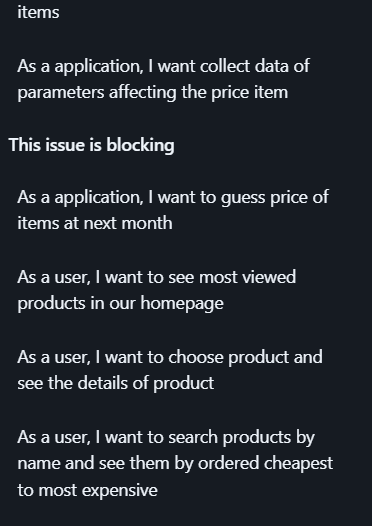 items
As a application, I want collect data of
parameters affecting the price item
This issue is blocking
As a application, I want to guess price of
items at next month
As a user, I want to see most viewed
products in our homepage
As a user, I want to choose product and
see the details of product
As a user, I want to search products by
name and see them by ordered cheapest
to most expensive